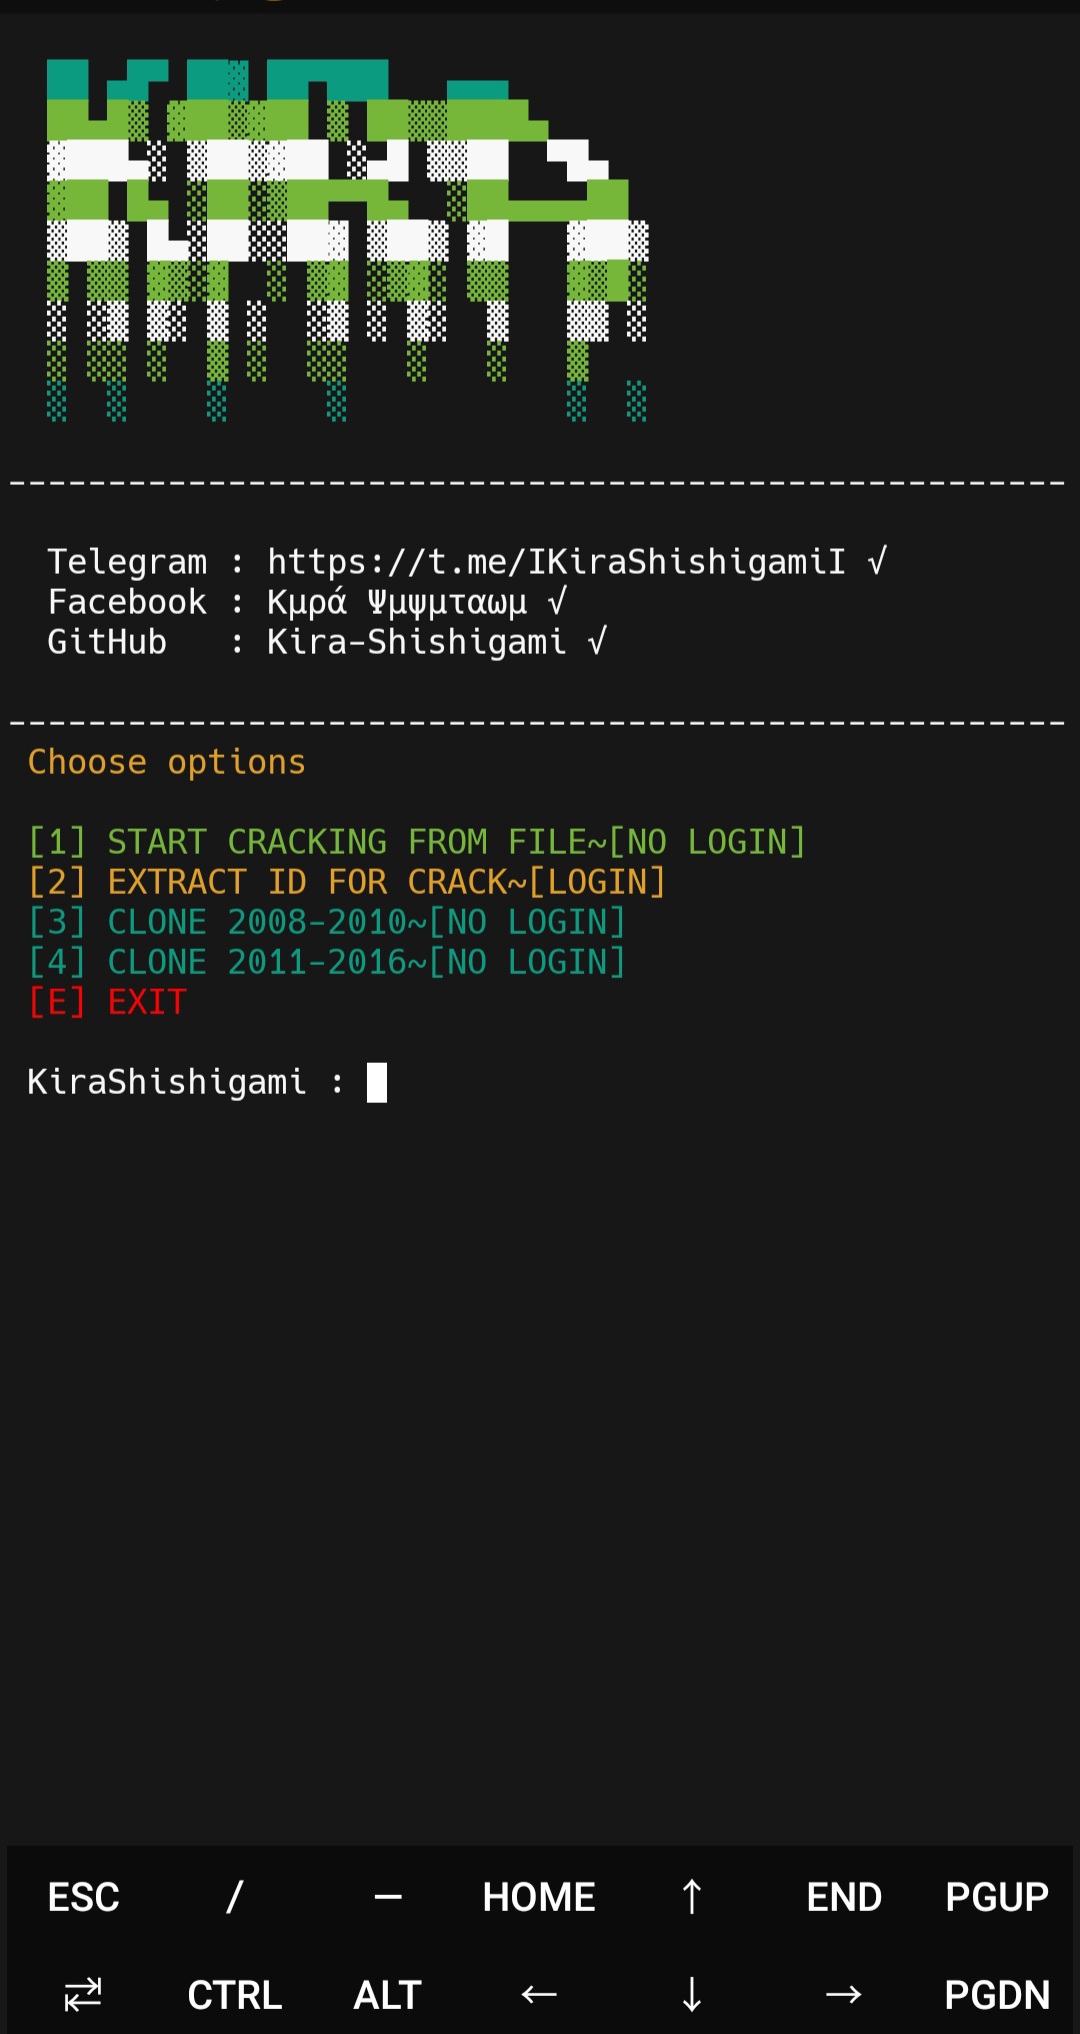 Telegram : https://t.me/IKiraShishigamiI √
Facebook : Κμρά Ψμψμταωμ √
GitHub : Kira-Shishigami √
Choose options
[1] START CRACKING FROM FILE~[NO LOGIN]
[2] EXTRACT ID FOR CRACK~[LOGIN]
[3] CLONE 2008-2010~[NO LOGIN]
[4] CLONE 2011-2016~[NO LOGIN]
[E] EXIT
KiraShishigami :
ESC / — HOME ↑ END PGUP
⇄ CTRL ALT ← ↓ → PGDN